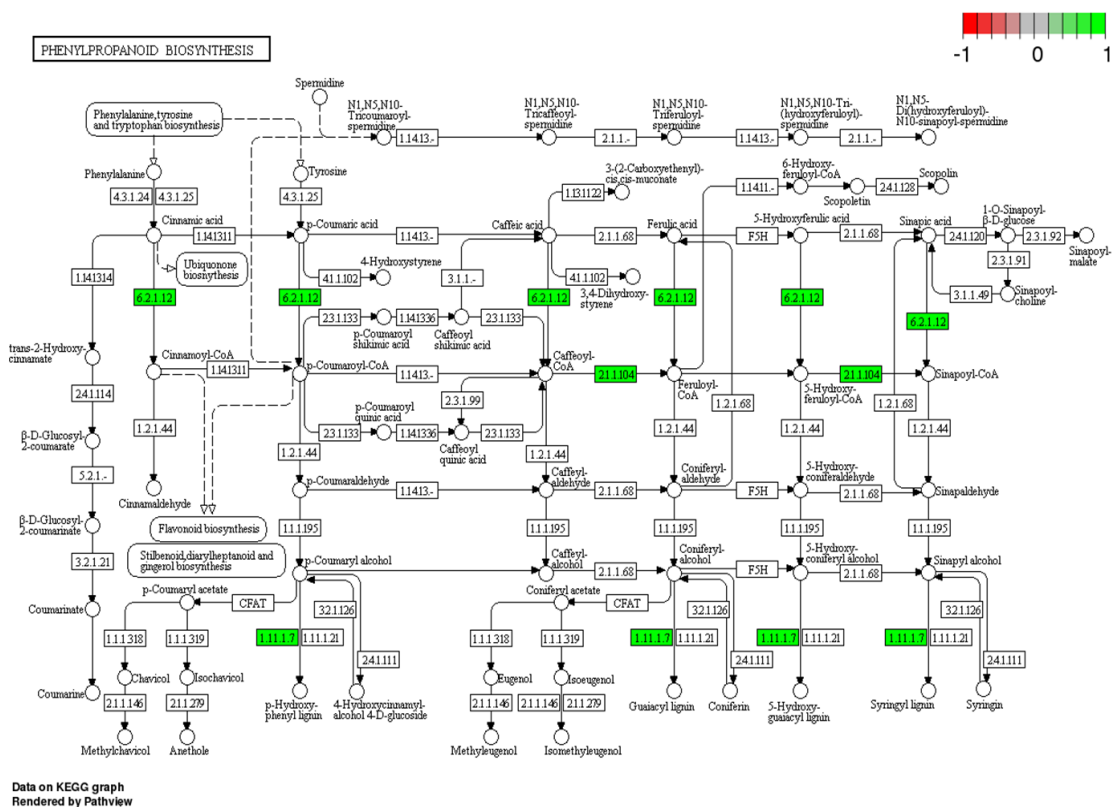 -1
0
1
PHENYLPROPANOID BIOSYNTHESIS
Spermidine
Phenylalanine,tyrosine
and tryptophan biosynthesis
N1,N5,N10-
Tricoumaroyl-
spermidine
1.14.13.-
N1,N5,N10-
Tricaffeoyl-
spermidine
2.1.1.-
N1,N5,N10-
Triferuloyl-
spermidine
1.14.13.-
N1,N5,N10-Tri-
(hydroxyferuloyl)-
spermidine
2.1.1.-
N1,N5-
Di(hydroxyferuloyl)-
N10-sinapoyl-spermidine
Phenylalanine
Tyrosine
4.3.1.24
4.3.1.25
4.3.1.25
3-(2-Carboxyethenyl)-
cis,cis-muconate
1.13.11.22
1.14.11.-
6-Hydroxy-
feruloyl-CoA
Scopoletin
2.4.1.128
Scopolin
Cinnamic acid
1.14.13.11
p-Coumaric acid
1.14.13.-
Caffeic acid
2.1.1.68
Ferulic acid
F5H
5-Hydroxyferulic acid
2.1.1.68
Sinapic acid
2.4.1.120
1-O-Sinapoyl-
β-D-glucose
2.3.1.92
Sinapoyl-
malate
2.3.1.91
3.1.1.49
Sinapoyl-
choline
1.14.13.14
Ubiquonone
biosnythesis
4.1.1.102
4-Hydroxystyrene
3.1.1.-
4.1.1.102
3,4-Dihydroxy-
styrene
6.2.1.12
6.2.1.12
6.2.1.12
6.2.1.12
6.2.1.12
6.2.1.12
2.3.1.133
p-Coumaroyl
shikimic acid
1.14.13.36
Caffeoyl
shikimic acid
2.3.1.133
trans-2-Hydroxy-
cinnamate
Cinnamoyl-CoA
1.14.13.11
p-Coumaroyl-CoA
1.14.13.-
Caffeoyl-
CoA
2.1.1.104
Feruloyl-
CoA
5-Hydroxy-
feruloyl-CoA
2.1.1.104
Sinapoyl-CoA
2.4.1.114
2.3.1.99
1.2.1.68
1.2.1.68
p-Coumaroyl
quinic acid
2.3.1.133
1.14.13.36
Caffeoyl
quinic acid
2.3.1.133
β-D-Glucosyl-
2-coumarate
1.2.1.44
1.2.1.44
1.2.1.44
1.2.1.44
1.2.1.44
1.2.1.44
5.2.1.-
Cinnamaldehyde
p-Coumaraldehyde
1.14.13.-
Caffeyl-
aldehyde
2.1.1.68
Coniferyl-
aldehyde
F5H
5-Hydroxy-
coniferaldehyde
2.1.1.68
Sinapaldehyde
β-D-Glucosyl-
2-coumarinate
Flavonoid biosynthesis
Stilbenoid,diarylheptanoid and
gingerol biosynthesis
1.1.1.195
1.1.1.195
1.1.1.195
1.1.1.195
1.1.1.195
3.2.1.21
p-Coumaryl alcohol
Caffeyl-
alcohol
2.1.1.68
Coniferyl-
alcohol
F5H
5-Hydroxy-
coniferyl alcohol
2.1.1.68
Sinapyl alcohol
Coumarinate
p-Coumaryl acetate
CFAT
3.2.1.126
Coniferyl acetate
CFAT
3.2.1.126
3.2.1.126
1.1.1.318
1.1.1.319
1.11.1.7
1.11.1.21
2.4.1.111
1.1.1.318
1.1.1.319
1.11.1.7
1.11.1.21
2.4.1.111
1.11.1.7
1.11.1.21
1.11.1.7
1.11.1.21
2.4.1.111
Coumarine
Chavicol
Isochavicol
Eugenol
Isoeugenol
2.1.1.146
2.1.1.279
2.1.1.146
2.1.1.146
2.1.1.279
p-Hydroxy-
phenyl lignin
4-Hydroxycinnamyl-
alcohol 4-D-glucoside
Guaiacyl lignin
Coniferin
5-Hydroxy-
guaiacyl lignin
Syringyl lignin
Syringin
Methylchavicol
Anethole
Methyleugenol
Isomethyleugenol
Data on KEGG graph
Rendered by Pathview